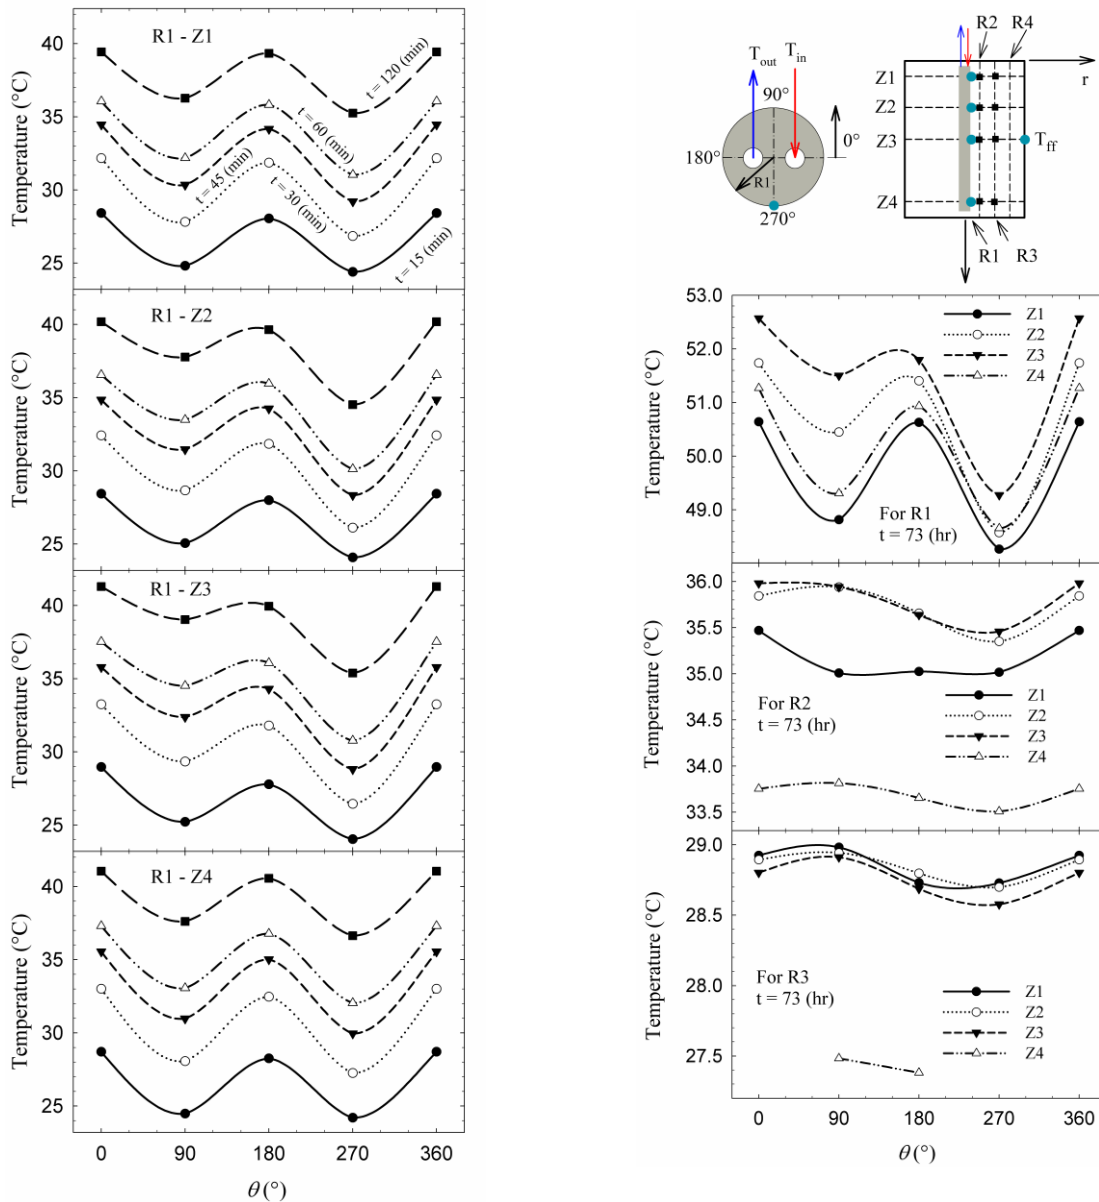 R1 - Z1
t = 120 (min)
t = 60 (min)
t = 45 (min)
t = 30 (min)
t = 15 (min)
Temperature (°C)
40
35
30
25
R1 - Z2
Temperature (°C)
40
35
30
25
R1 - Z3
Temperature (°C)
40
35
30
25
R1 - Z4
Temperature (°C)
40
35
30
25
0 90 180 270 360
θ (°)
Tout Tin
90°
180°
0°
R1
270°
R2 R4
Z1
r
Z2
Z3
Tff
Z4
R1 R3
53.0
52.0
51.0
50.0
49.0
Temperature (°C)
Z1
Z2
Z3
Z4
For R1
t = 73 (hr)
36.0
35.5
35.0
34.5
34.0
33.5
Temperature (°C)
Z1
Z2
Z3
Z4
For R2
t = 73 (hr)
29.0
28.5
28.0
27.5
Temperature (°C)
For R3
t = 73 (hr)
Z1
Z2
Z3
Z4
0 90 180 270 360
θ (°)